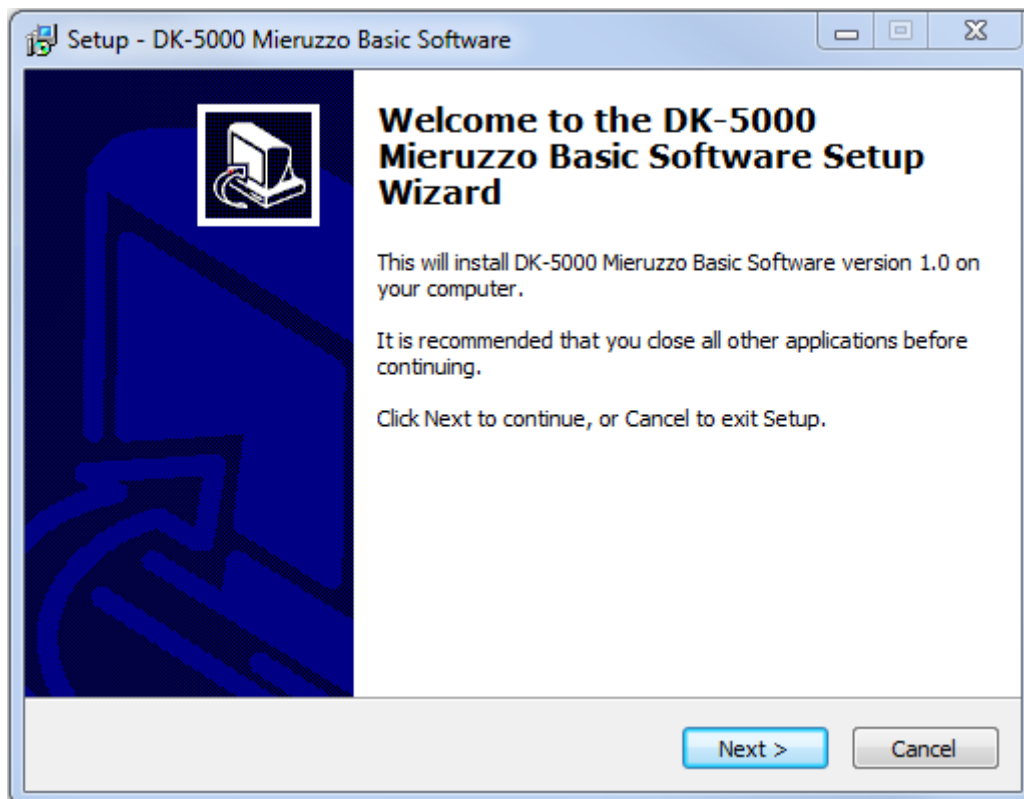 Setup - DK-5000 Mieruzzo Basic Software
Welcome to the DK-5000
Mieruzzo Basic Software Setup
Wizard
This will install DK-5000 Mieruzzo Basic Software version 1.0 on
your computer.
It is recommended that you close all other applications before
continuing.
Click Next to continue, or Cancel to exit Setup.
Next >
Cancel